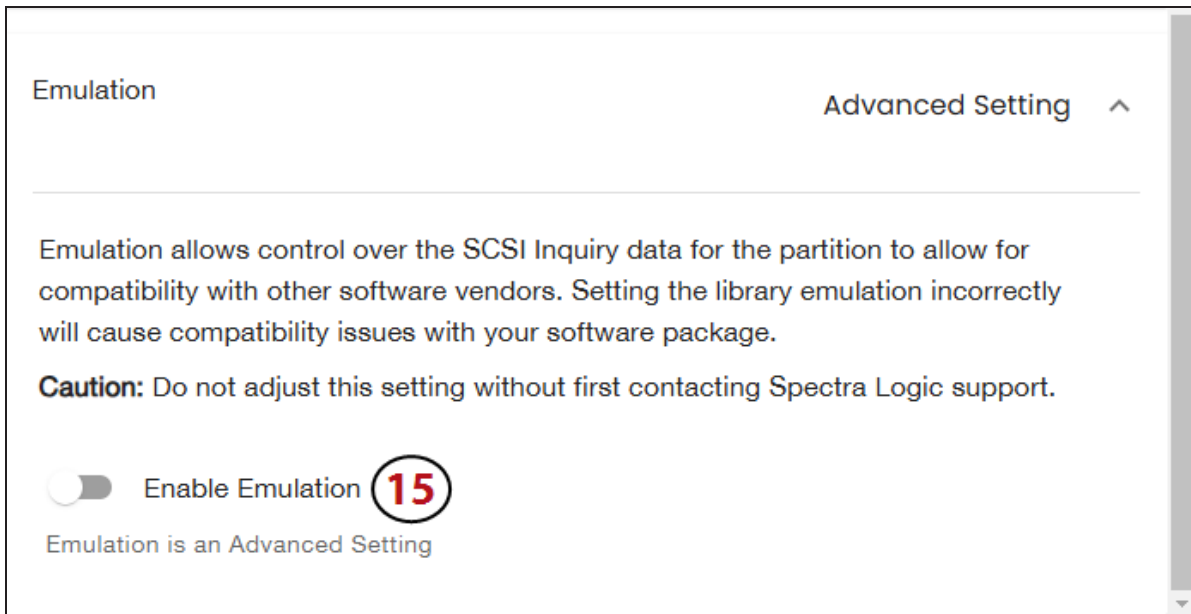 Emulation
Advanced Setting
Emulation allows control over the SCSI Inquiry data for the partition to allow for
compatibility with other software vendors. Setting the library emulation incorrectly
will cause compatibility issues with your software package.
Caution: Do not adjust this setting without first contacting Spectra Logic support.
Enable Emulation 15
Emulation is an Advanced Setting